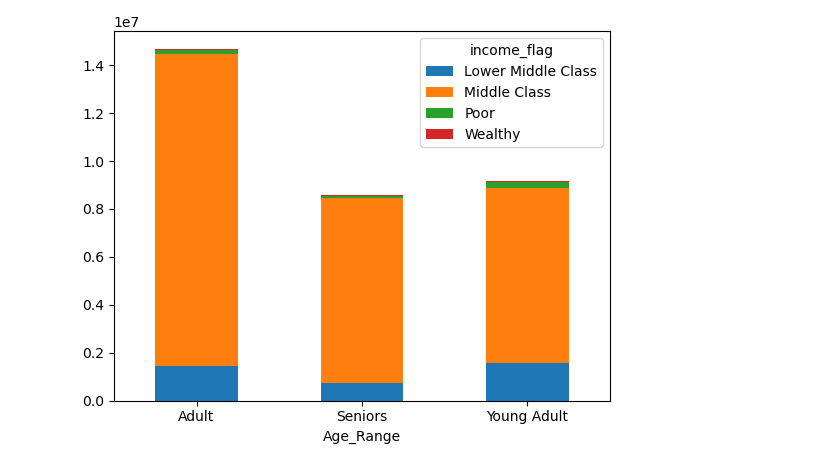 1e7
income_flag
Lower Middle Class
Middle Class
Poor
Wealthy
1.4
1.2
1.0
0.8
0.6
0.4
0.2
0.0
Adult Seniors Young Adult
Age_Range